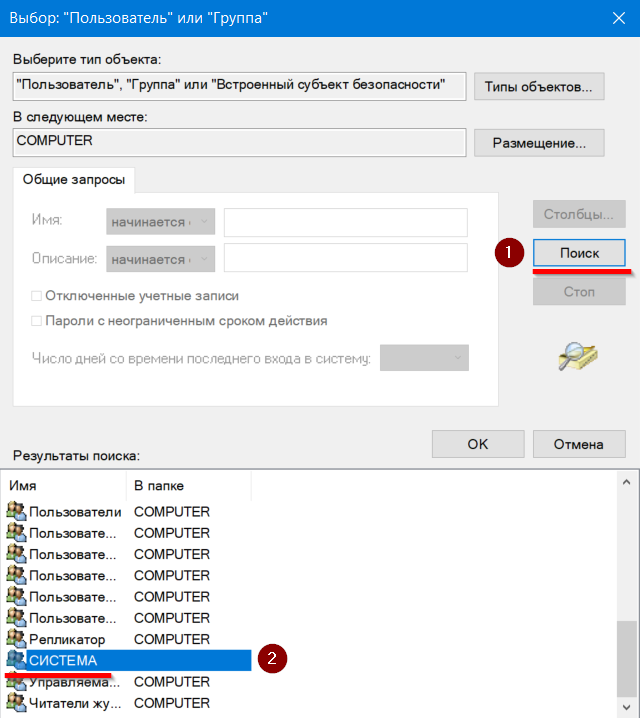 Выбор: "Пользователь" или "Группа"
Выберите тип объекта:
"Пользователь", "Группа" или "Встроенный субъект безопасности"
Типы объектов...
В следующем месте:
COMPUTER
Размещение...
Общие запросы
Имя:
начинается с
Столбцы...
1
Поиск
Описание:
начинается с
Стоп
Отключенные учетные записи
Пароли с неограниченным сроком действия
Число дней со времени последнего входа в систему:
OK
Отмена
Результаты поиска:
Имя В папке
Пользователи COMPUTER
Пользовате... COMPUTER
Пользовате... COMPUTER
Пользовате... COMPUTER
Пользовате... COMPUTER
Пользовате... COMPUTER
Репликатор COMPUTER
СИСТЕМА
2
Управляема... COMPUTER
Читатели жу... COMPUTER